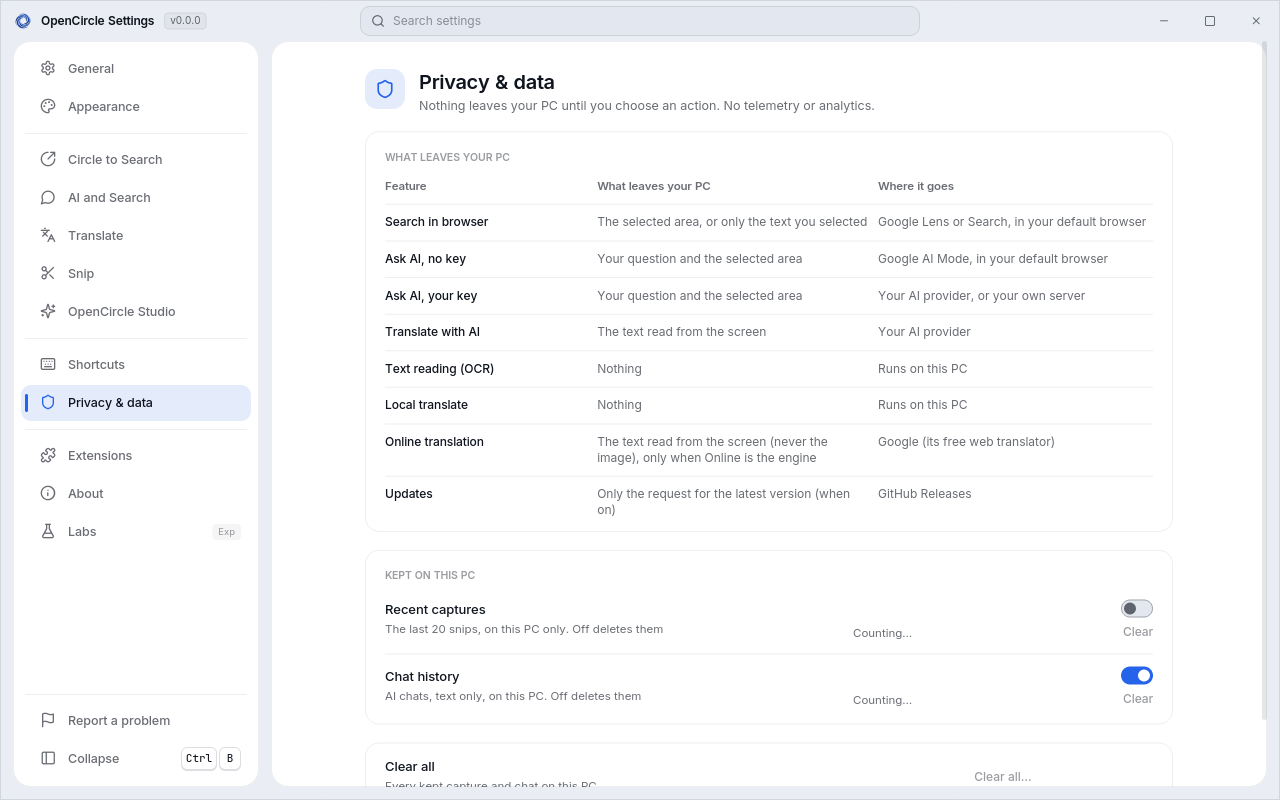 OpenCircle Settings v0.0.0
Search settings
General
Appearance
Circle to Search
AI and Search
Translate
Snip
OpenCircle Studio
Shortcuts
Privacy & data
Extensions
About
Labs Exp
Report a problem
Collapse Ctrl B
Privacy & data
Nothing leaves your PC until you choose an action. No telemetry or analytics.
WHAT LEAVES YOUR PC
Feature What leaves your PC Where it goes
Search in browser The selected area, or only the text you selected Google Lens or Search, in your default browser
Ask AI, no key Your question and the selected area Google AI Mode, in your default browser
Ask AI, your key Your question and the selected area Your AI provider, or your own server
Translate with AI The text read from the screen Your AI provider
Text reading (OCR) Nothing Runs on this PC
Local translate Nothing Runs on this PC
Online translation The text read from the screen (never the Google (its free web translator)
image), only when Online is the engine
Updates Only the request for the latest version (when GitHub Releases
on)
KEPT ON THIS PC
Recent captures
The last 20 snips, on this PC only. Off deletes them Counting... Clear
Chat history
AI chats, text only, on this PC. Off deletes them Counting... Clear
Clear all
Every kept capture and chat on this PC Clear all...